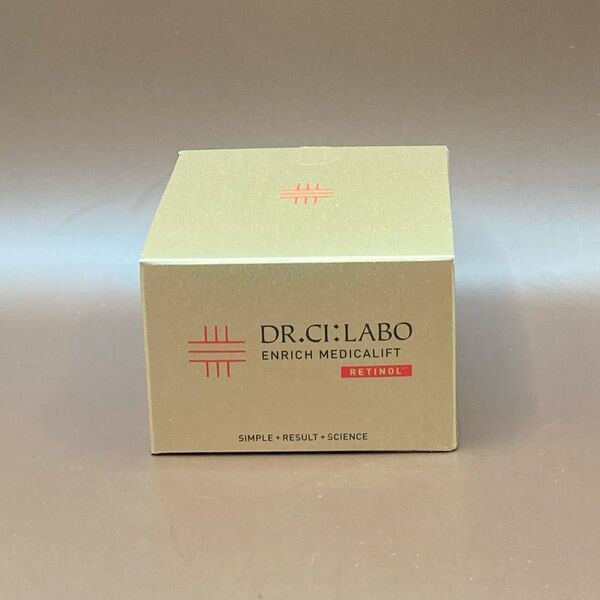 DR.CI:LABO
ENRICH MEDICALIFT
RETINOL
SIMPLE + RESULT + SCIENCE